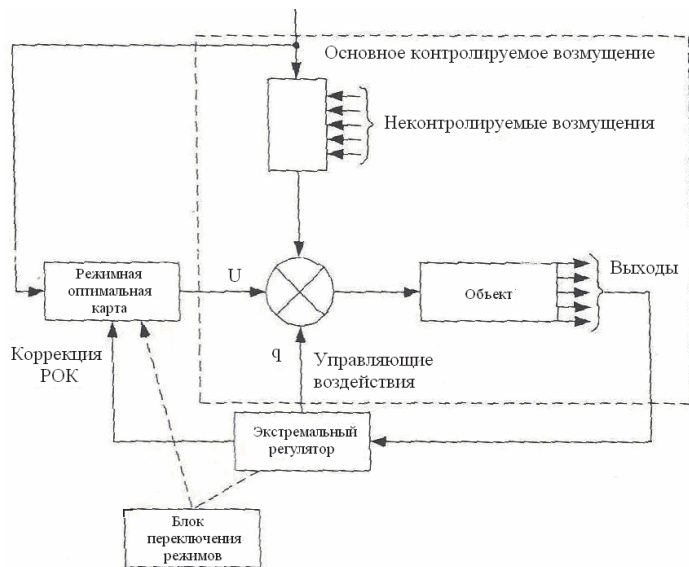 Основное контролируемое возмущение
Неконтролируемые возмущения
Режимная
оптимальная
карта
U
Объект
Выходы
Коррекция
РОК
q
Управляющие
воздействия
Экстремальный
регулятор
Блок
переключения
режимов